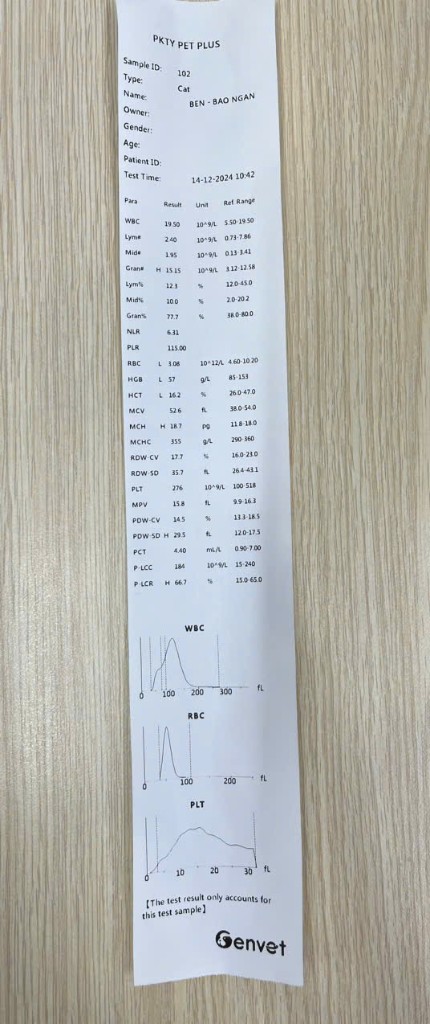 PKTY PET PLUS
Sample ID: 102
Type: Cat
Name: BEN - BAO NGAN
Owner:
Gender:
Age:
Patient ID:
Test Time: 14-12-2024 10:42
Para Result Unit Ref Range
WBC 19.50 10^9/L 5.50-19.50
Lym# 2.40 10^9/L 0.73-7.86
Mid# 1.95 10^9/L 0.13-3.41
Gran# H 15.15 10^9/L 3.12-12.58
Lym% 12.3 % 12.0-45.0
Mid% 10.0 % 2.0-20.2
Gran% 77.7 % 38.0-80.0
NLR 6.31
PLR 115.00
RBC L 3.08 10^12/L 4.60-10.20
HGB L 57 g/L 85-153
HCT L 16.2 % 26.0-47.0
MCV 52.6 fL 38.0-54.0
MCH H 18.7 pg 11.8-18.0
MCHC 355 g/L 290-360
RDW-CV 17.7 % 16.0-23.0
RDW-SD 35.7 fL 26.4-43.1
PLT 276 10^9/L 100-518
MPV 15.8 fL 9.9-16.3
PDW-CV 14.5 % 13.3-18.5
PDW-SD H 29.5 fL 12.0-17.5
PCT 4.40 mL/L 0.90-7.00
P-LCC 184 10^9/L 15-240
P-LCR H 66.7 % 15.0-65.0
WBC
0 100 200 300 fL
RBC
0 100 200 fL
PLT
0 10 20 30 fL
【The test result only accounts for
this test sample】
Genvet